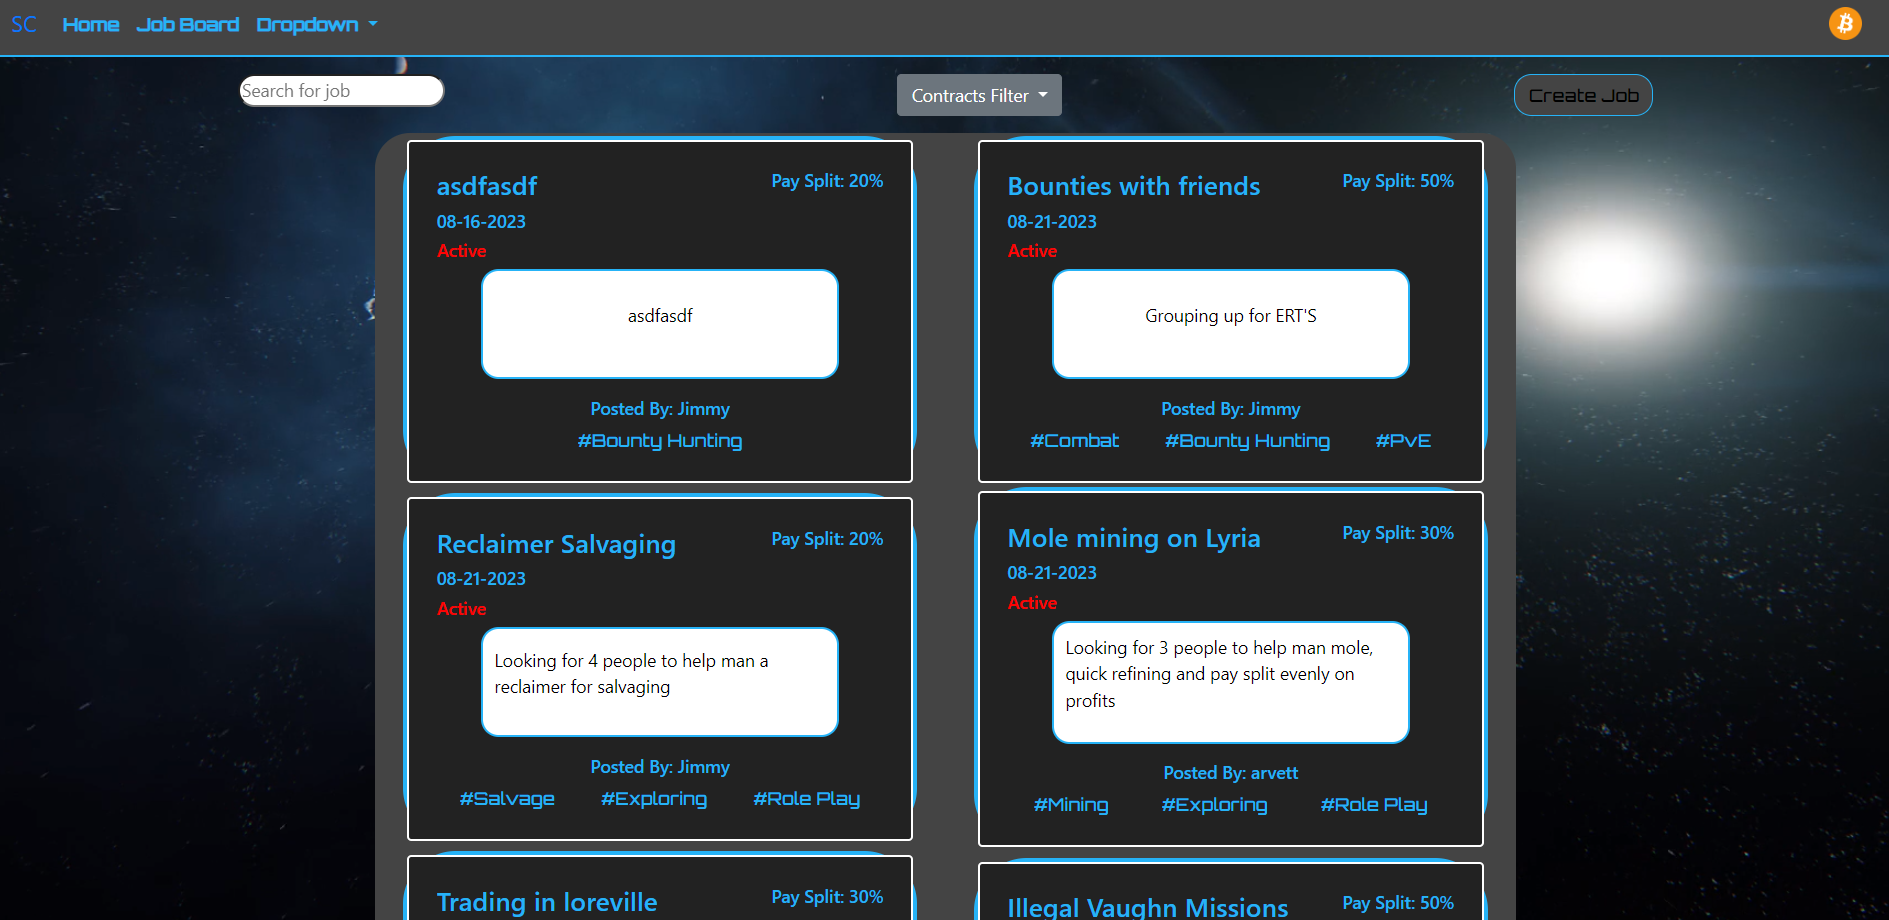 SC Home Job Board Dropdown
Search for job
Contracts Filter
Create Job
asdfasdf
Pay Split: 20%
08-16-2023
Active
asdfasdf
Posted By: Jimmy
#Bounty Hunting
Bounties with friends
Pay Split: 50%
08-21-2023
Active
Grouping up for ERT'S
Posted By: Jimmy
#Combat #Bounty Hunting #PvE
Reclaimer Salvaging
Pay Split: 20%
08-21-2023
Active
Looking for 4 people to help man a
reclaimer for salvaging
Posted By: Jimmy
#Salvage #Exploring #Role Play
Mole mining on Lyria
Pay Split: 30%
08-21-2023
Active
Looking for 3 people to help man mole,
quick refining and pay split evenly on
profits
Posted By: arvett
#Mining #Exploring #Role Play
Trading in loreville
Pay Split: 30%
Illegal Vaughn Missions
Pay Split: 50%